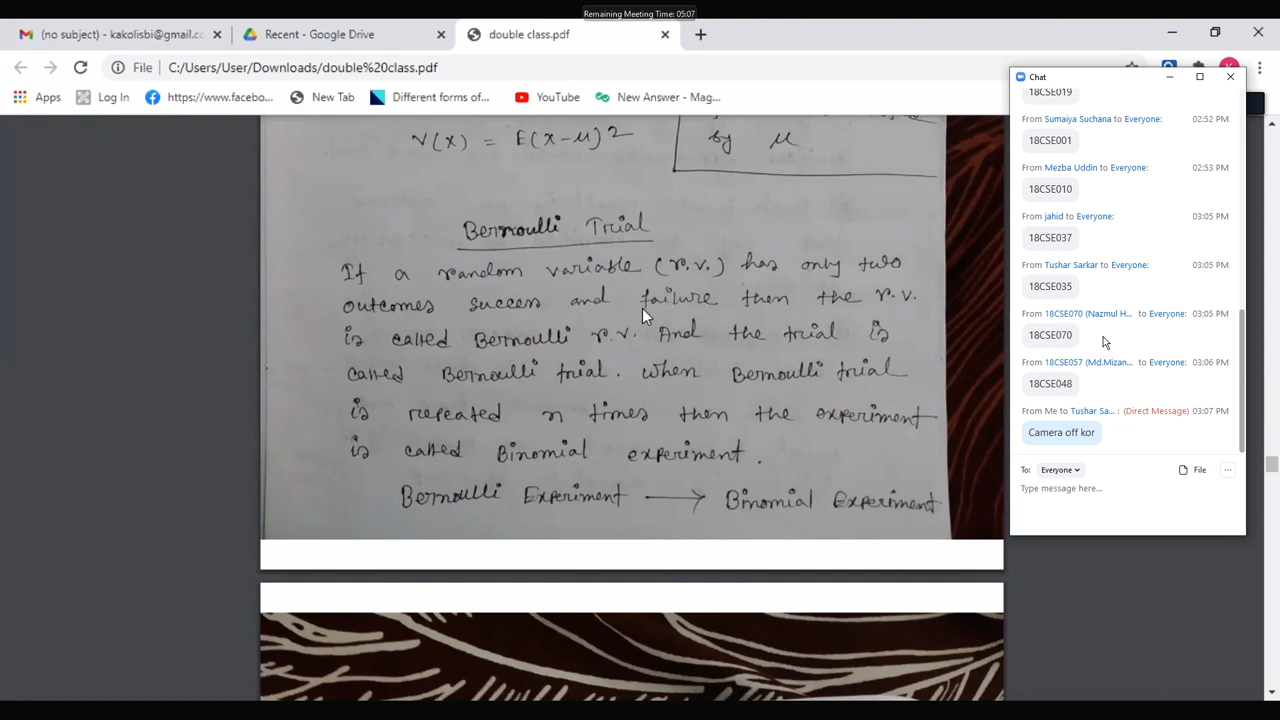 Remaining Meeting Time: 05:07
(no subject) - kakolisbi@gmail.co
Recent - Google Drive
double class.pdf
File
C:/Users/User/Downloads/double%20class.pdf
Apps
Log In
https://www.facebo...
New Tab
Different forms of...
YouTube
New Answer - Mag...
V(x) = E(x-μ)²
by μ
Bernoulli Trial
If a random variable (r.v.) has only two
outcomes success and failure then the r.v.
is called Bernoulli r.v. And the trial is
called Bernoulli trial. When Bernoulli trial
is repeated n times then the experiment
is called Binomial experiment.
Bernoulli Experiment → Binomial Experiment
Chat
18CSE019
From Sumaiya Suchana to Everyone: 02:52 PM
18CSE001
From Mezba Uddin to Everyone: 02:53 PM
18CSE010
From jahid to Everyone: 03:05 PM
18CSE037
From Tushar Sarkar to Everyone: 03:05 PM
18CSE035
From 18CSE070 (Nazmul H... to Everyone: 03:05 PM
18CSE070
From 18CSE057 (Md.Mizan... to Everyone: 03:06 PM
18CSE048
From Me to Tushar Sa... : (Direct Message) 03:07 PM
Camera off kor
To: Everyone
File
Type message here...